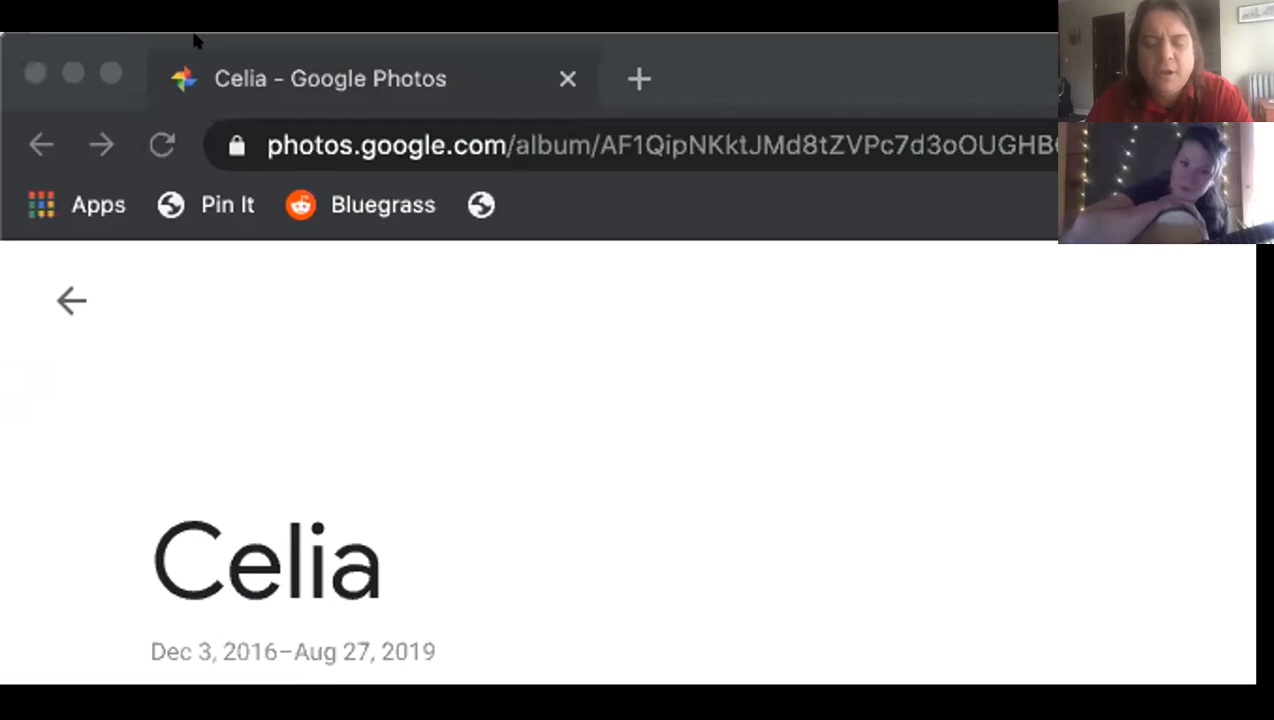 Celia - Google Photos
photos.google.com/album/AF1QipNKktJMd8tZVPc7d3oOUGHB
Apps Pin It Bluegrass
Celia
Dec 3, 2016–Aug 27, 2019